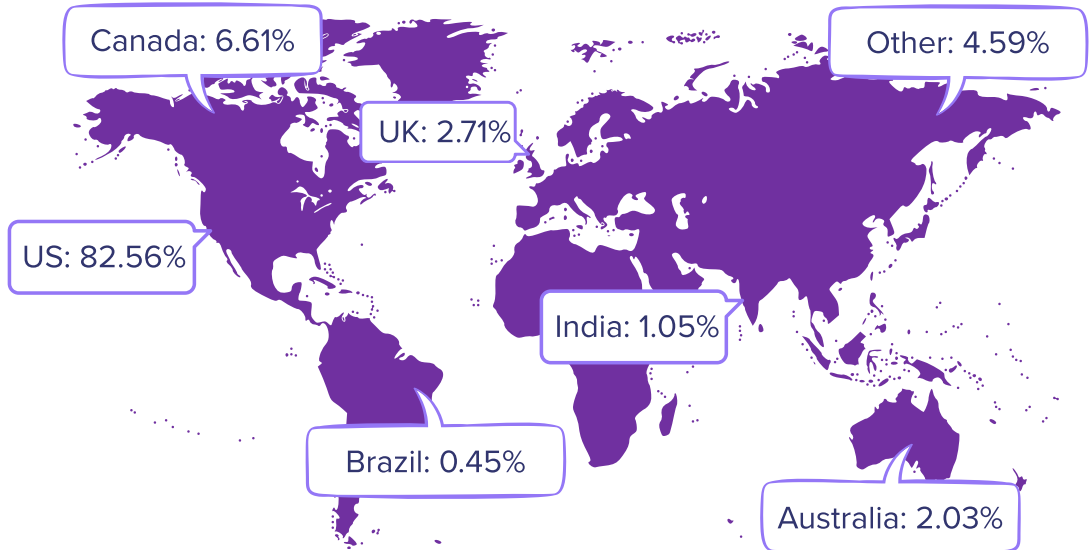 Canada: 6.61%
Other: 4.59%
UK: 2.71%
US: 82.56%
India: 1.05%
Brazil: 0.45%
Australia: 2.03%